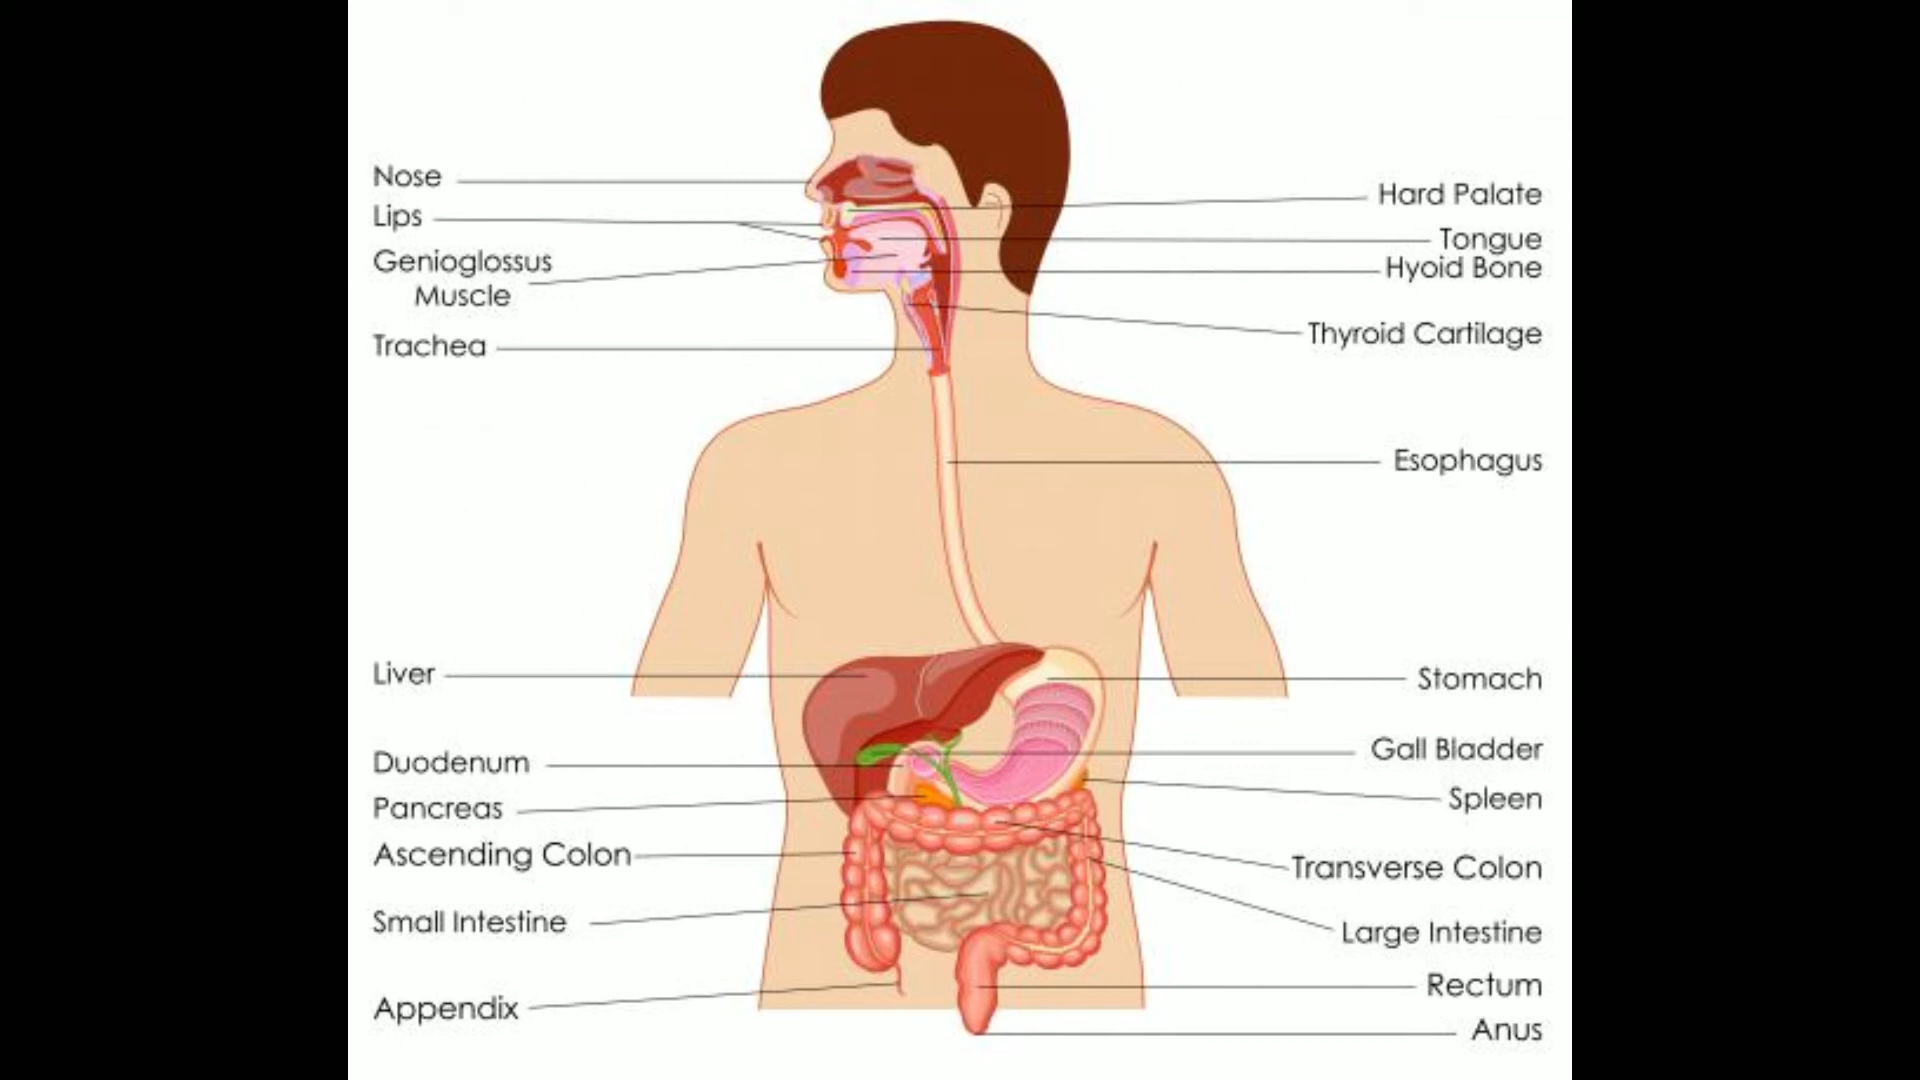 Nose
Lips
Genioglossus
Muscle
Trachea
Liver
Duodenum
Pancreas
Ascending Colon
Small Intestine
Appendix
Hard Palate
Tongue
Hyoid Bone
Thyroid Cartilage
Esophagus
Stomach
Gall Bladder
Spleen
Transverse Colon
Large Intestine
Rectum
Anus